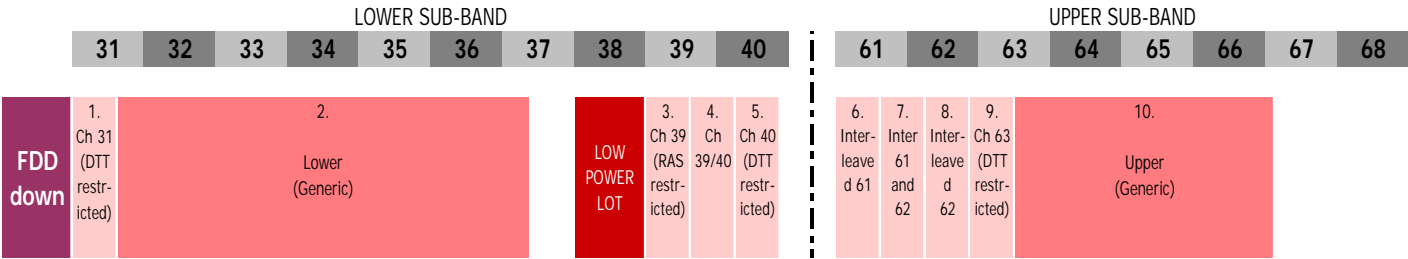 LOWER SUB-BAND
UPPER SUB-BAND
31 32 33 34 35 36 37 38 39 40
61 62 63 64 65 66 67 68
FDD
down
1.
Ch 31
(DTT
restr-
icted)
2.
Lower
(Generic)
LOW
POWER
LOT
3.
Ch 39
(RAS
restr-
icted)
4.
Ch
39/40
5.
Ch 40
(DTT
restr-
icted)
6.
Inter-
leave
d 61
7.
Inter
61
and
62
8.
Inter-
leave
d
62
9.
Ch 63
(DTT
restr-
icted)
10.
Upper
(Generic)